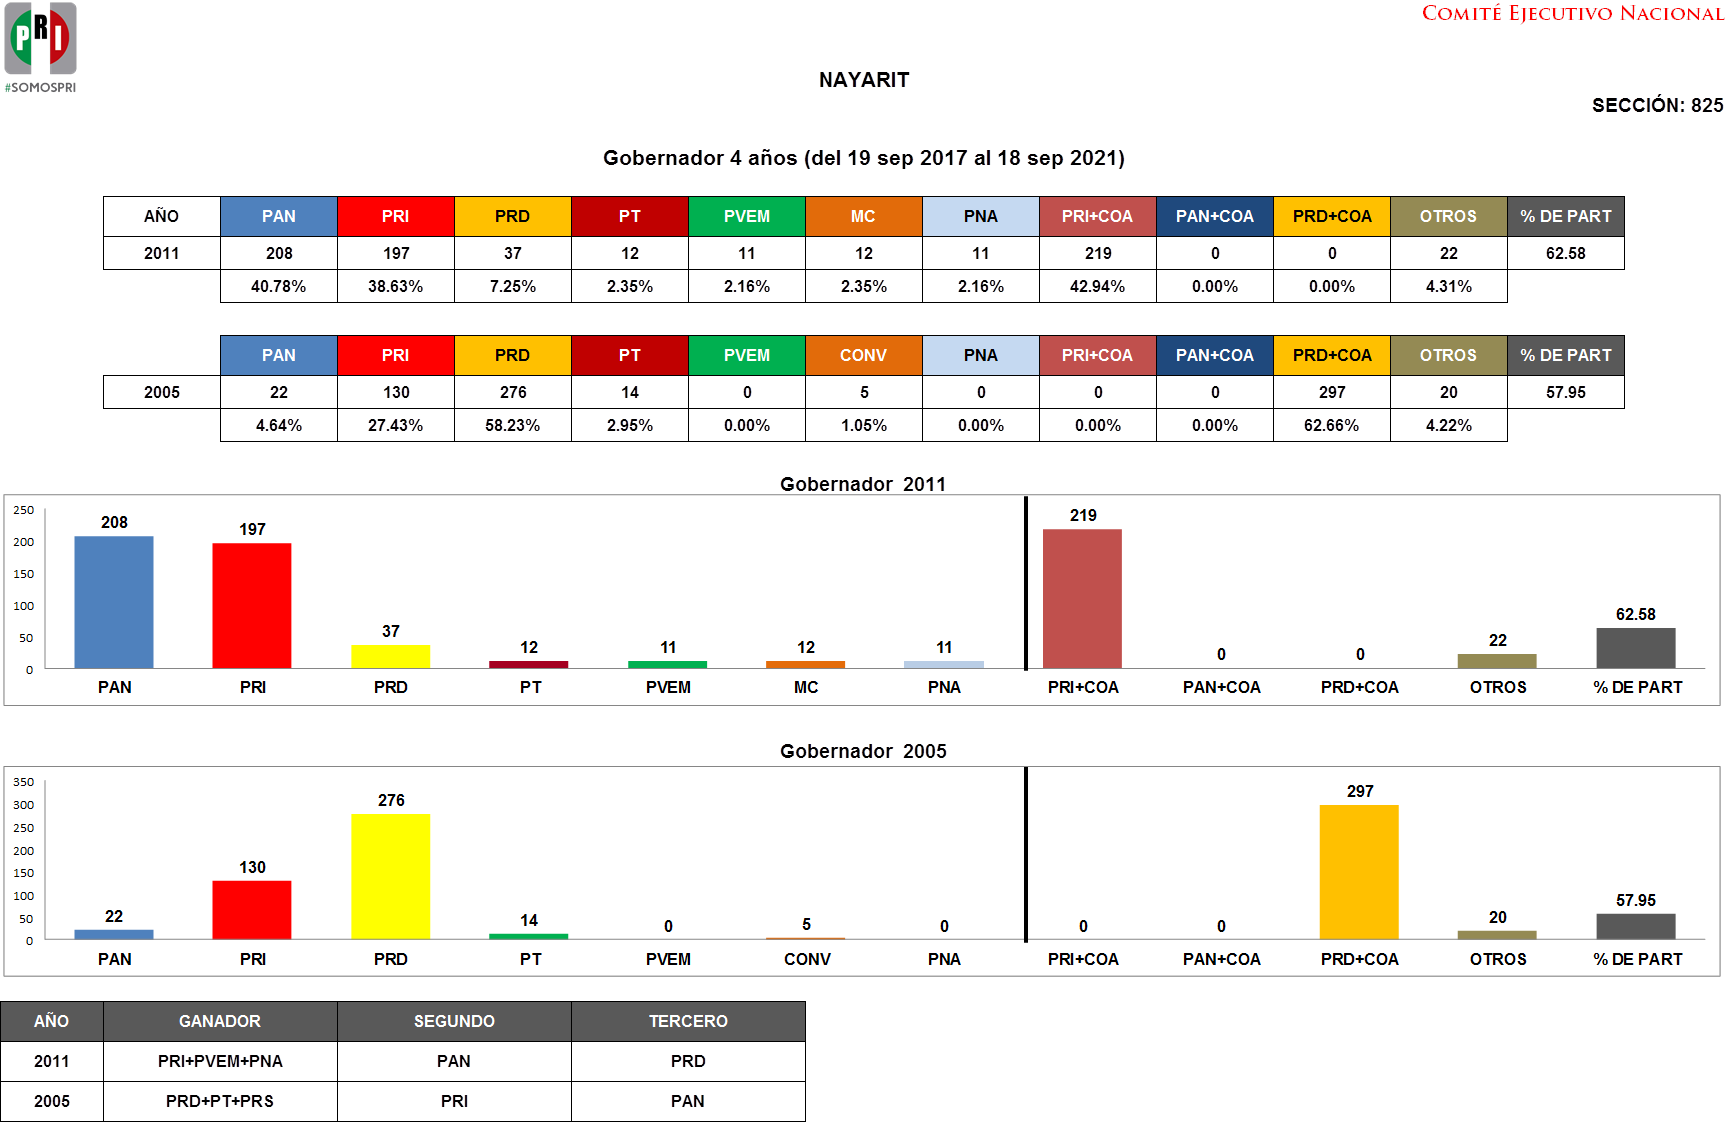 PRI
#SOMOSPRI
COMITÉ EJECUTIVO NACIONAL
NAYARIT
SECCIÓN: 825
Gobernador 4 años (del 19 sep 2017 al 18 sep 2021)
AÑO PAN PRI PRD PT PVEM MC PNA PRI+COA PAN+COA PRD+COA OTROS % DE PART
2011 208 197 37 12 11 12 11 219 0 0 22 62.58
40.78% 38.63% 7.25% 2.35% 2.16% 2.35% 2.16% 42.94% 0.00% 0.00% 4.31%
PAN PRI PRD PT PVEM CONV PNA PRI+COA PAN+COA PRD+COA OTROS % DE PART
2005 22 130 276 14 0 5 0 0 0 297 20 57.95
4.64% 27.43% 58.23% 2.95% 0.00% 1.05% 0.00% 0.00% 0.00% 62.66% 4.22%
Gobernador 2011
250
200
150
100
50
0
208 197 37 12 11 12 11 219 0 0 22 62.58
PAN PRI PRD PT PVEM MC PNA PRI+COA PAN+COA PRD+COA OTROS % DE PART
Gobernador 2005
350
300
250
200
150
100
50
0
22 130 276 14 0 5 0 0 0 297 20 57.95
PAN PRI PRD PT PVEM CONV PNA PRI+COA PAN+COA PRD+COA OTROS % DE PART
AÑO GANADOR SEGUNDO TERCERO
2011 PRI+PVEM+PNA PAN PRD
2005 PRD+PT+PRS PRI PAN